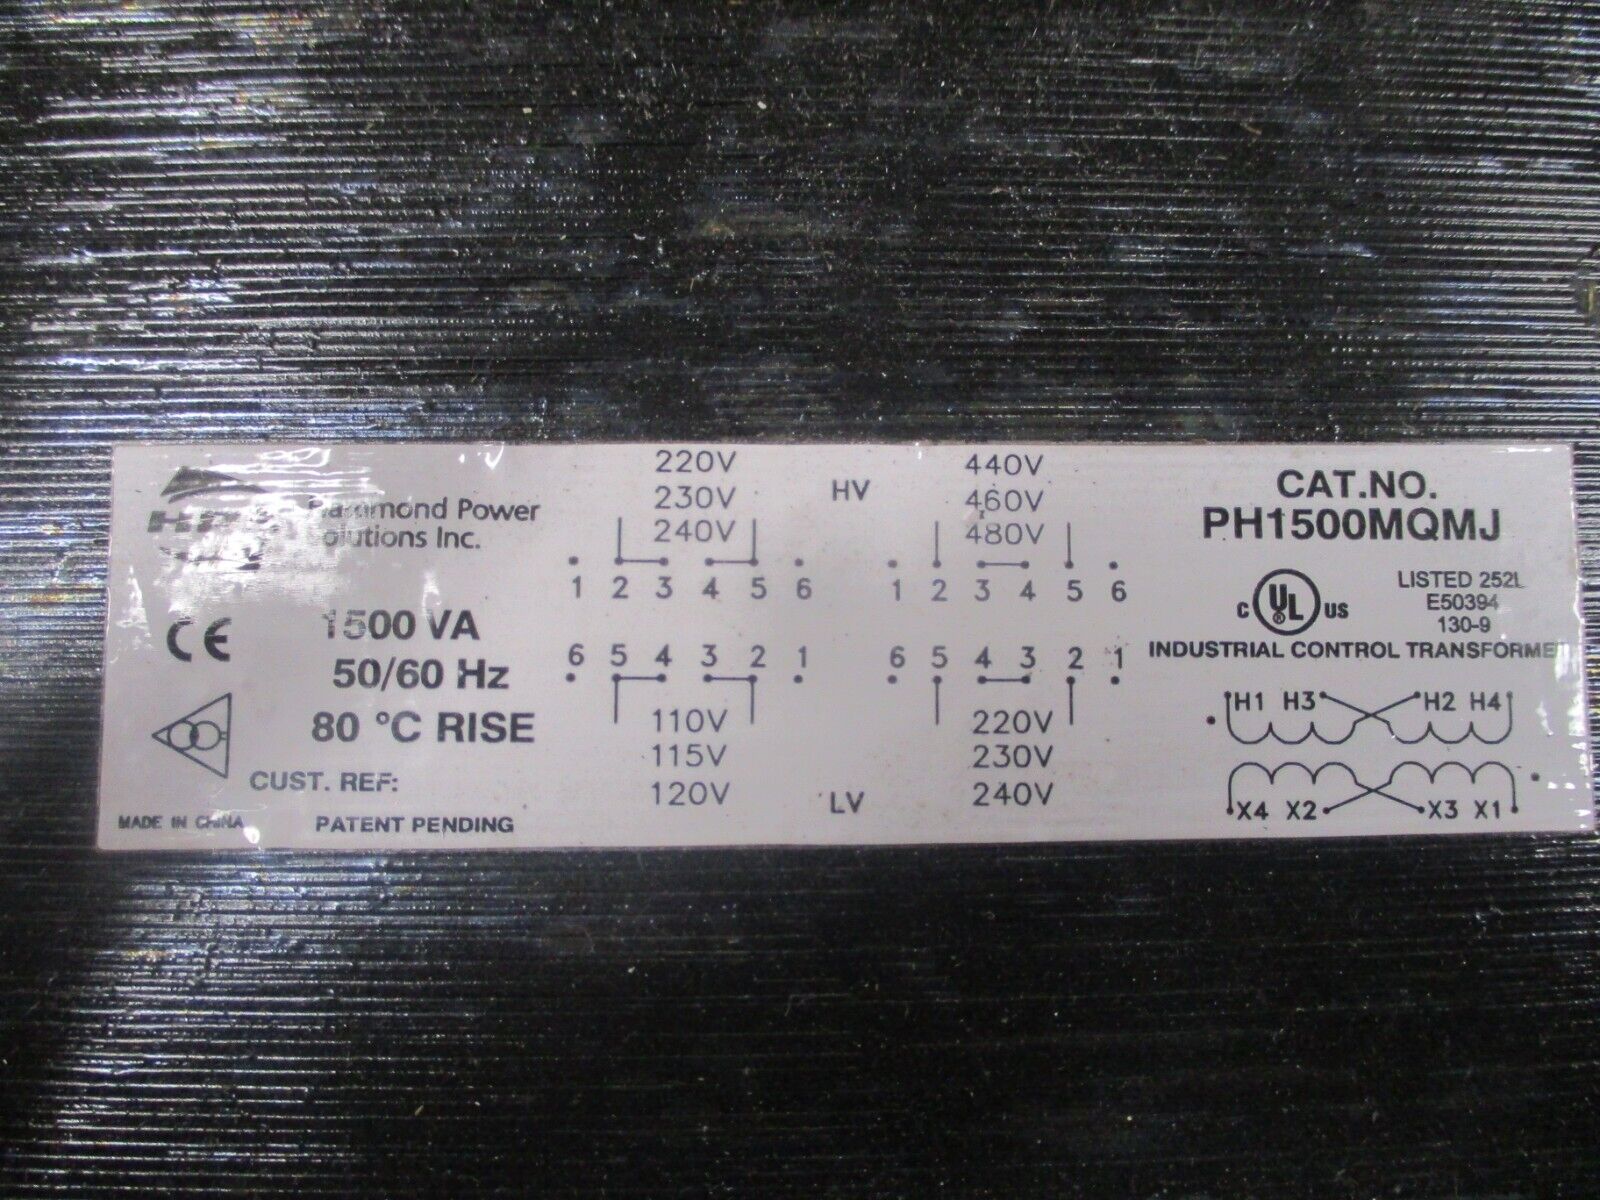 Hammond Power
Solutions Inc.
1500 VA
50/60 Hz
80 °C RISE
CUST. REF:
MADE IN CHINA
PATENT PENDING
220V
230V
240V
HV
440V
460V
480V
1 2 3 4 5 6
1 2 3 4 5 6
6 5 4 3 2 1
6 5 4 3 2 1
110V
115V
120V
LV
220V
230V
240V
CAT.NO.
PH1500MQMJ
C UL ® US
LISTED 252L
E50394
130-9
INDUSTRIAL CONTROL TRANSFORMER
H1 H3 H2 H4
X4 X2 X3 X1